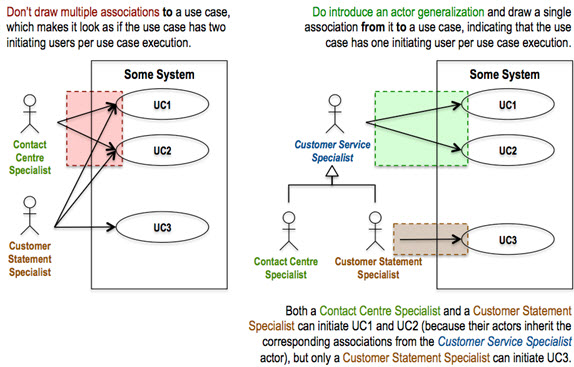 Don't draw multiple associations to a use case,
which makes it look as if the use case has two
initiating users per use case execution.
Some System
UC1
UC2
UC3
Contact
Centre
Specialist
Customer
Statement
Specialist
Do introduce an actor generalization and draw a single
association from it to a use case, indicating that the use
case has one initiating user per use case execution.
Some System
UC1
UC2
UC3
Customer Service
Specialist
Contact Centre
Specialist
Customer Statement
Specialist
Both a Contact Centre Specialist and a Customer Statement
Specialist can initiate UC1 and UC2 (because their actors inherit the
corresponding associations from the Customer Service Specialist
actor), but only a Customer Statement Specialist can initiate UC3.